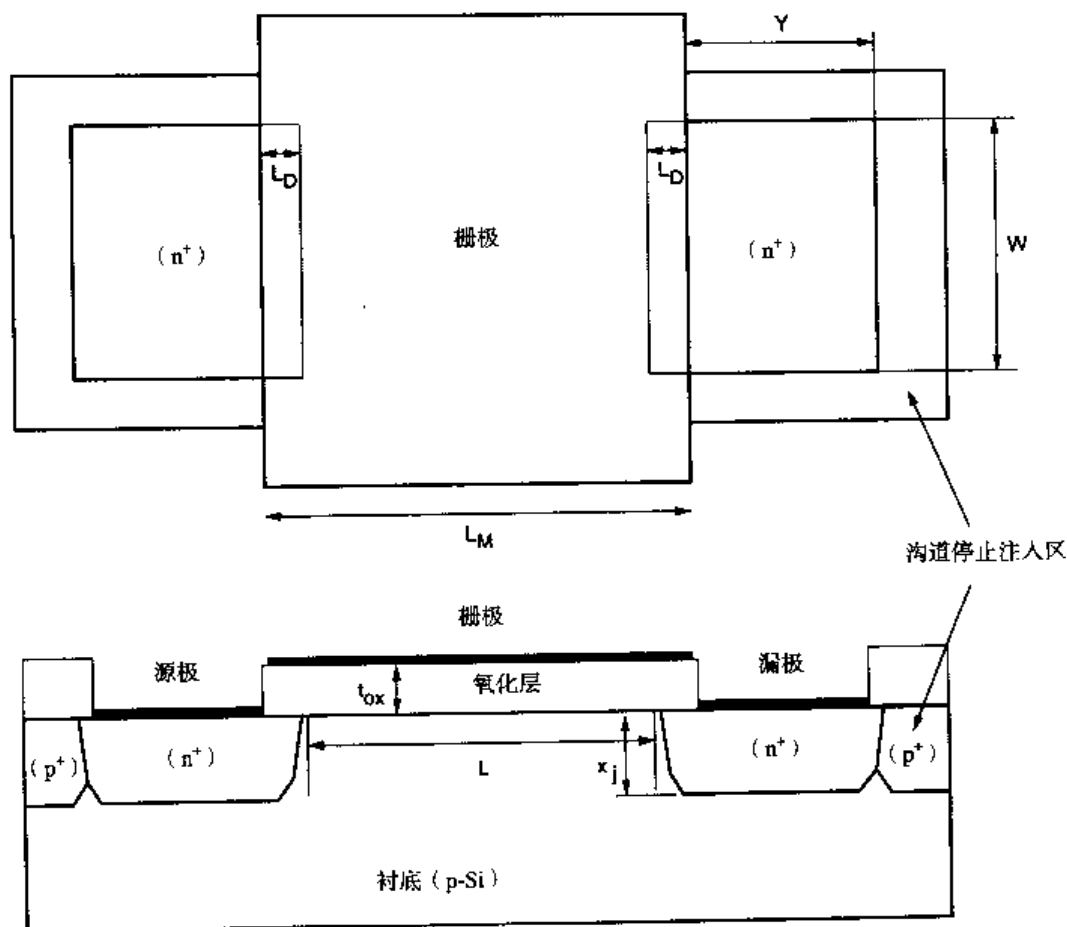 Y
L_D
L_D
(n⁺)
栅极
(n⁺)
W
L_M
沟道停止注入区
栅极
源极
漏极
t_ox
氧化层
(p⁺)
(n⁺)
L
x_j
(n⁺)
(p⁺)
衬底(p-Si)